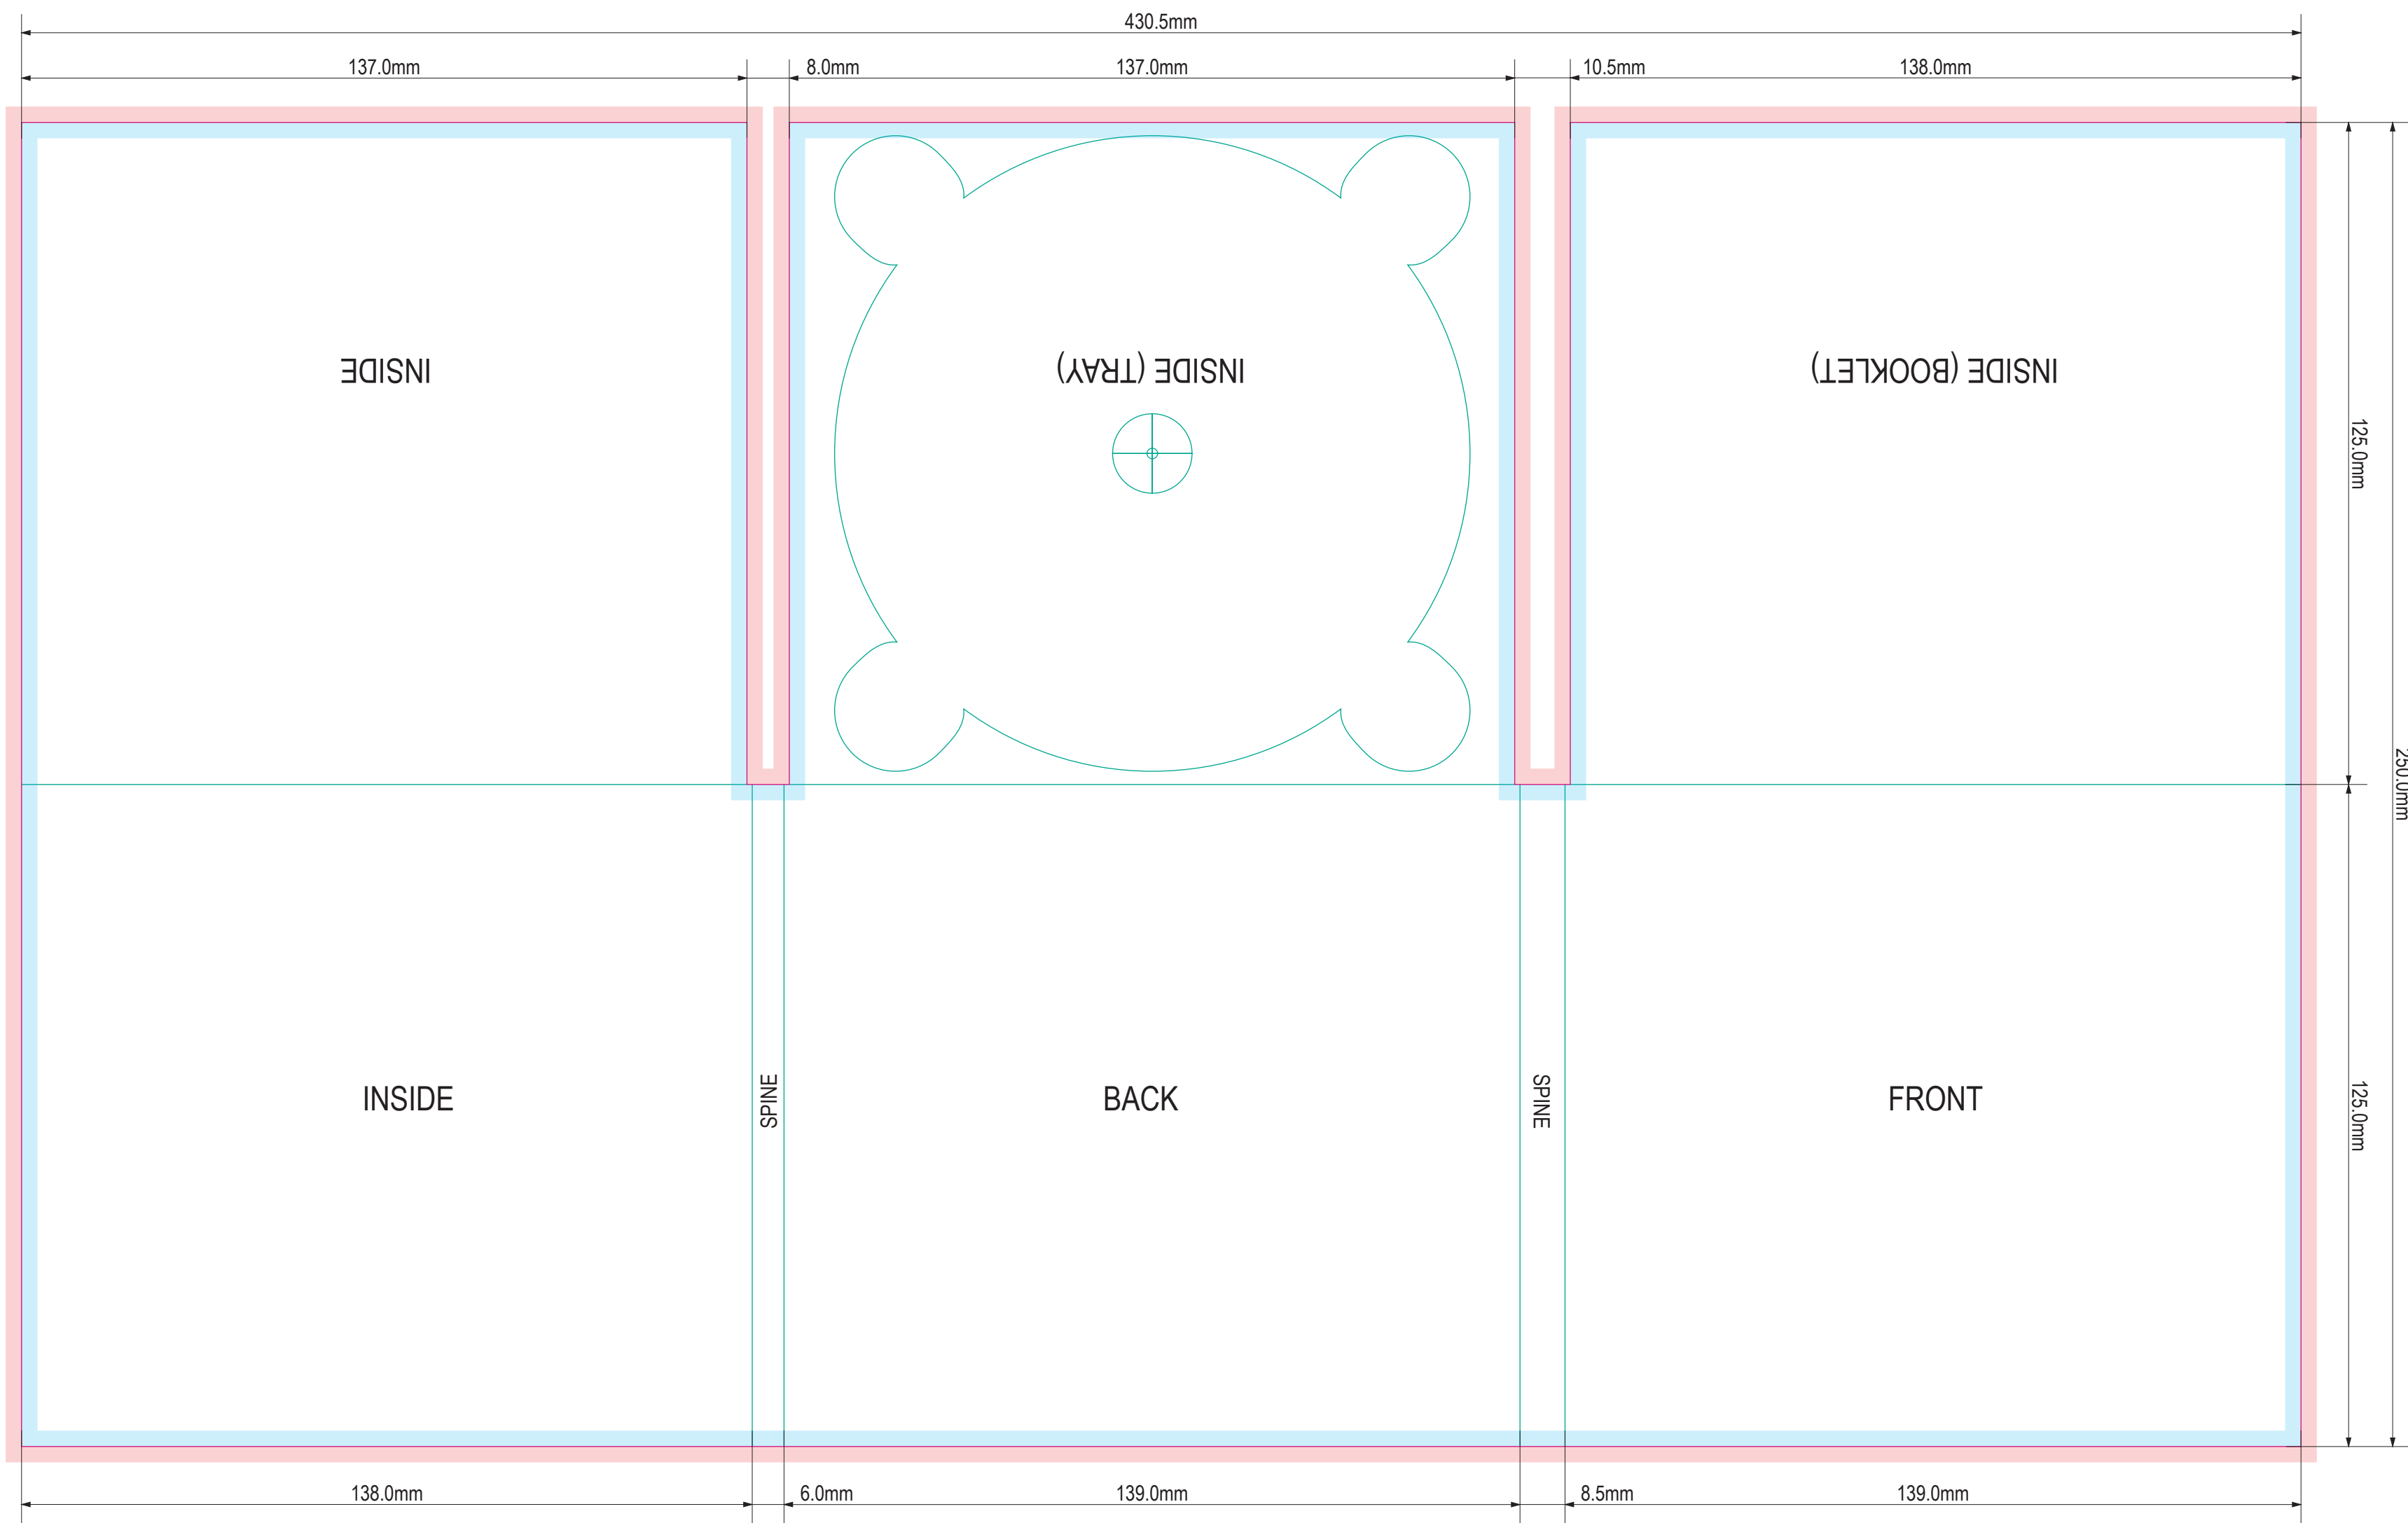 430.5mm
137.0mm
8.0mm
137.0mm
10.5mm
138.0mm
INSIDE
INSIDE (TRAY)
INSIDE (BOOKLET)
125.0mm
250.0mm
INSIDE
SPINE
BACK
SPINE
FRONT
125.0mm
138.0mm
6.0mm
139.0mm
8.5mm
139.0mm